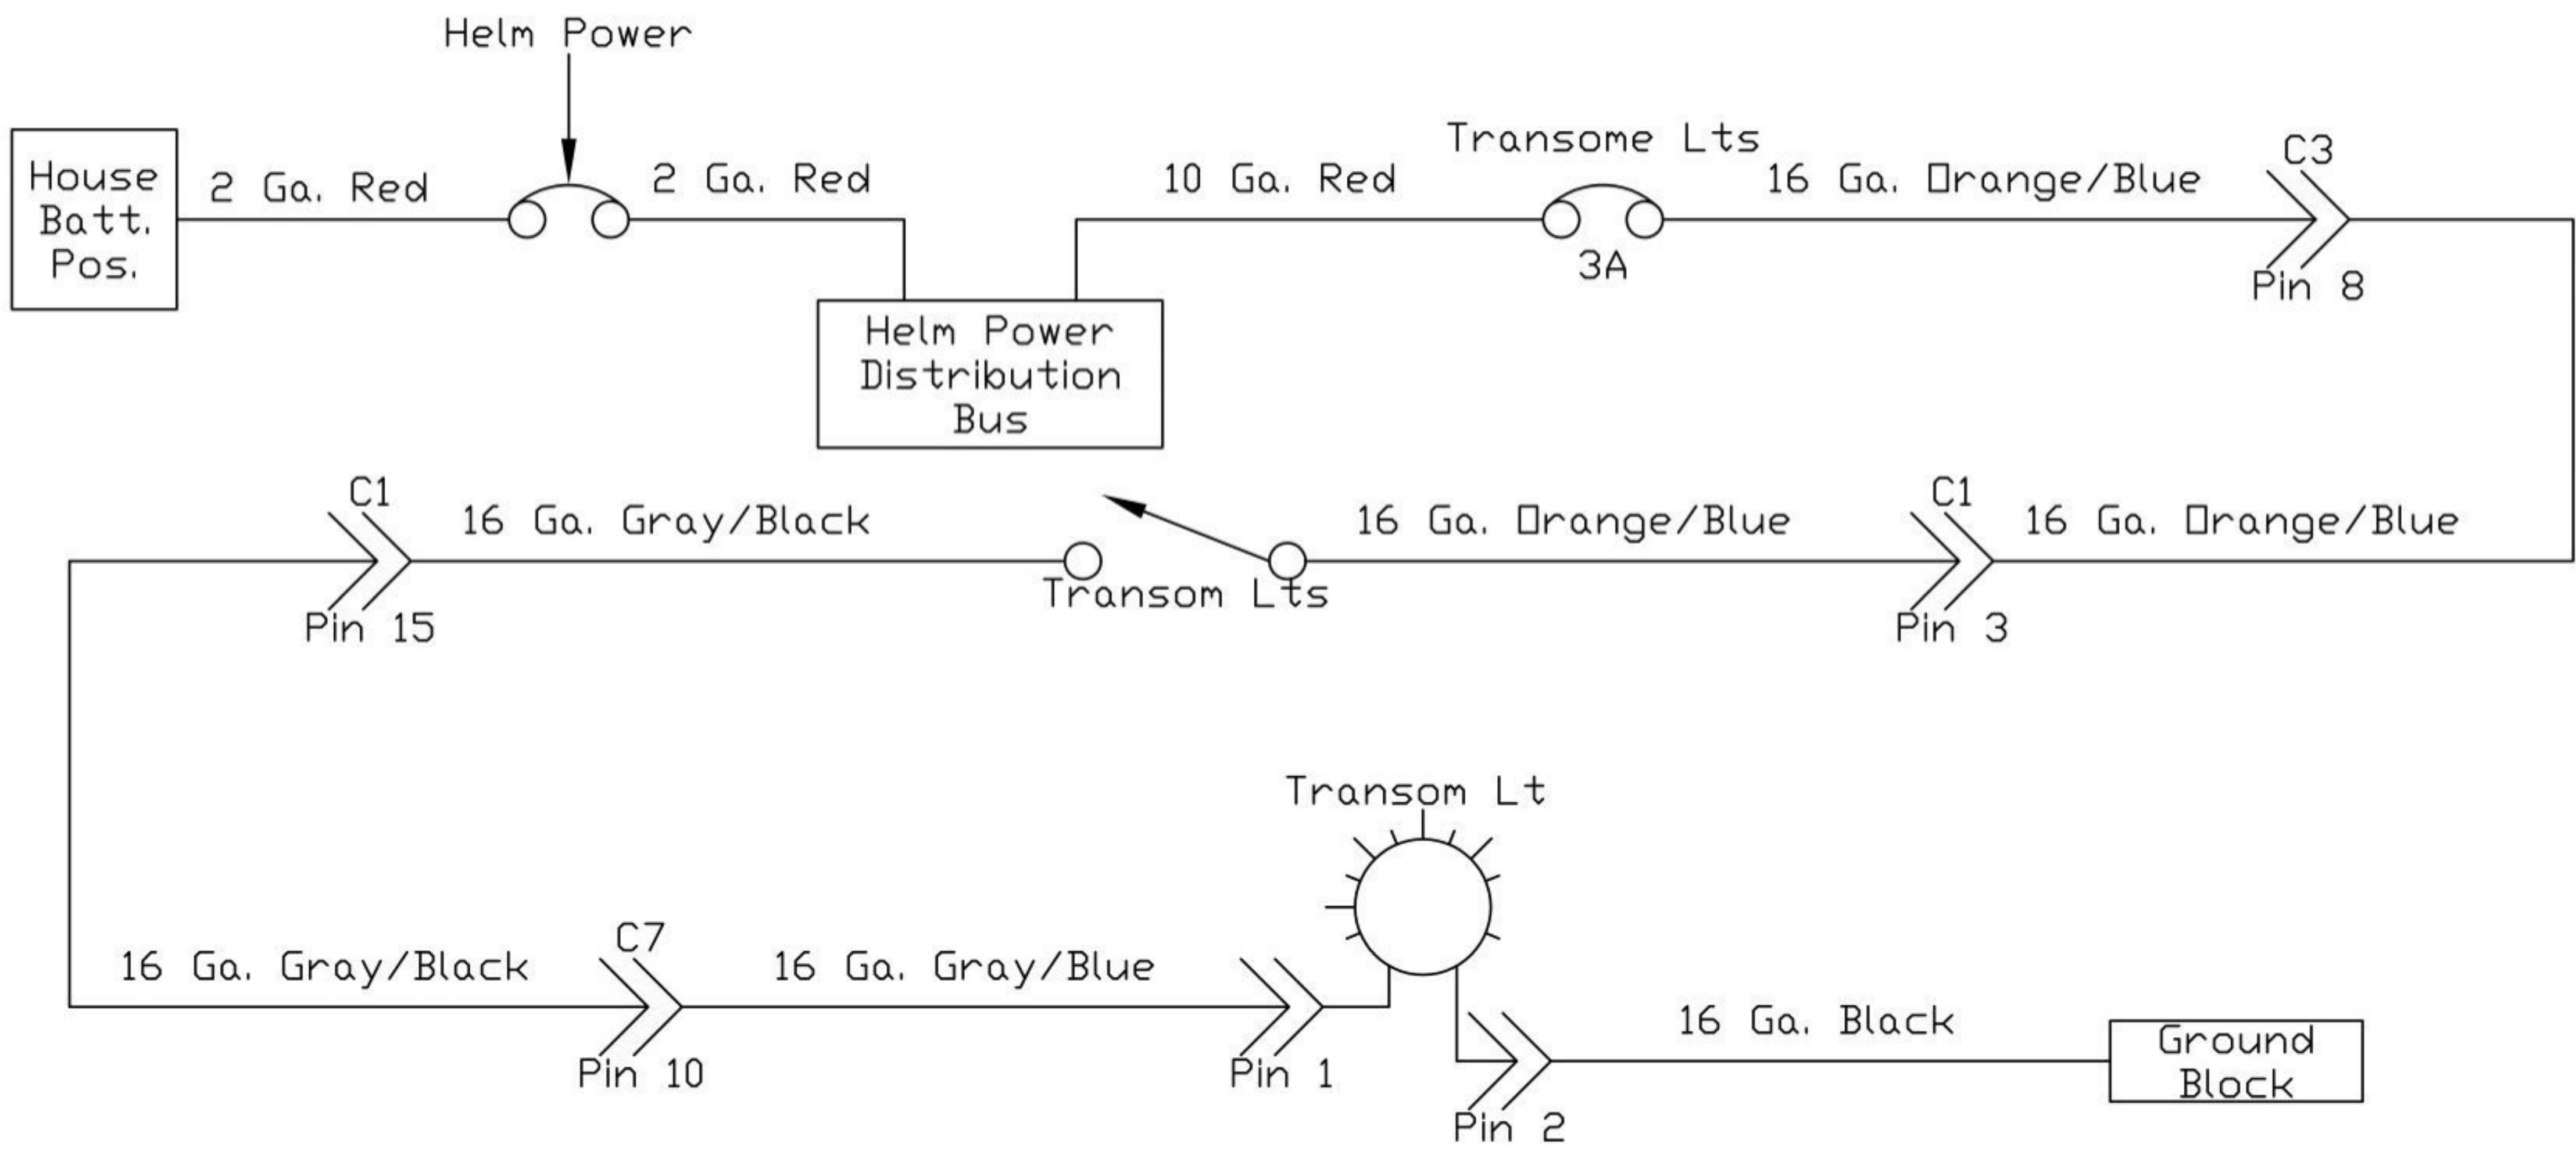 Helm Power
House
Batt.
Pos.
2 Ga. Red
2 Ga. Red
10 Ga. Red
Transome Lts
3A
16 Ga. Orange/Blue
C3
Pin 8
Helm Power
Distribution
Bus
C1
Pin 15
16 Ga. Gray/Black
Transom Lts
16 Ga. Orange/Blue
C1
Pin 3
16 Ga. Orange/Blue
16 Ga. Gray/Black
C7
Pin 10
16 Ga. Gray/Blue
Pin 1
Transom Lt
Pin 2
16 Ga. Black
Ground
Block